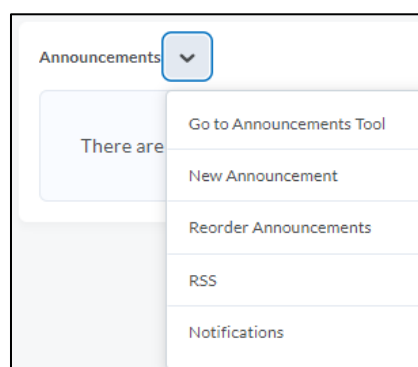 Announcements
Go to Announcements Tool
There are
New Announcement
Reorder Announcements
RSS
Notifications